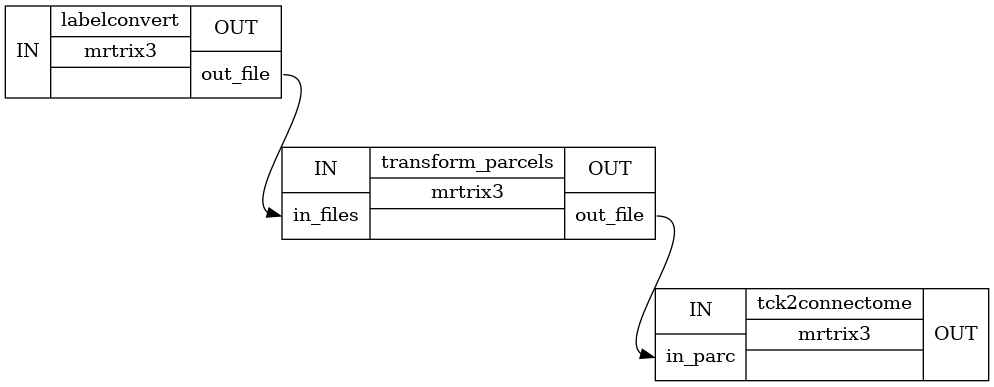 IN
labelconvert
mrtrix3
OUT
out_file
IN
in_files
transform_parcels
mrtrix3
OUT
out_file
IN
in_parc
tck2connectome
mrtrix3
OUT